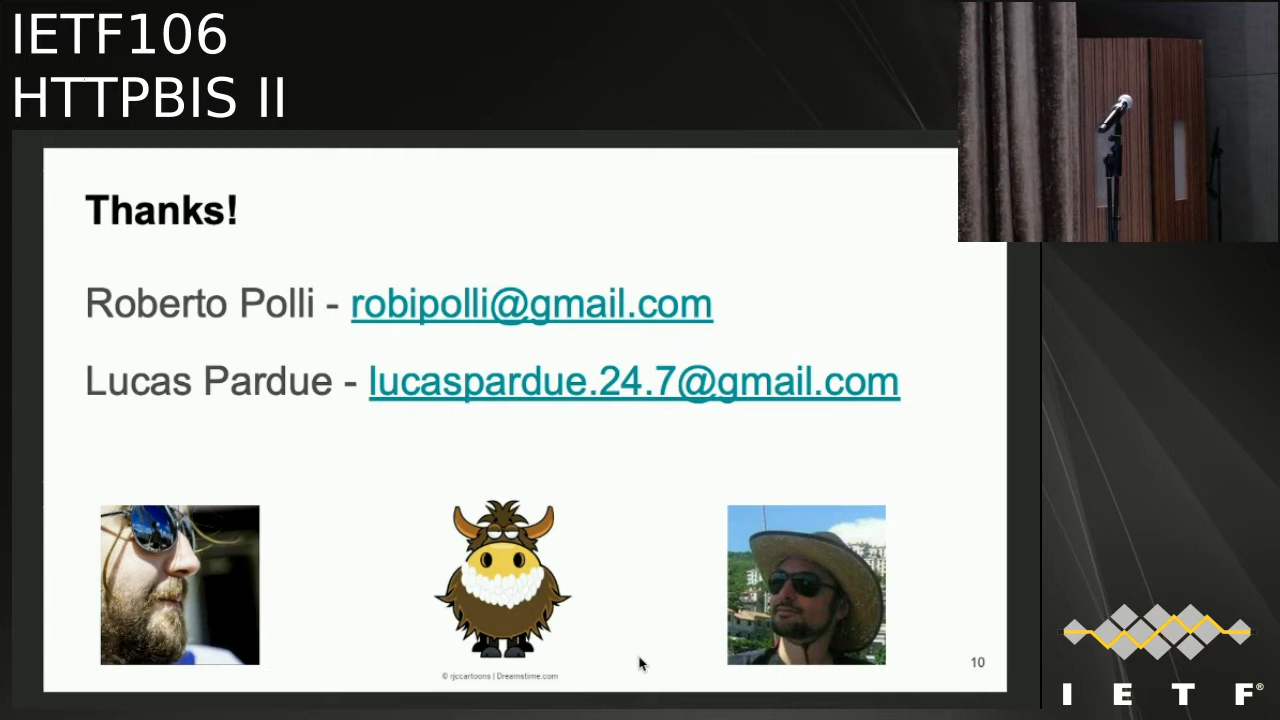 IETF106
HTTPBIS II
Thanks!
Roberto Polli - robipolli@gmail.com
Lucas Pardue - lucaspardue.24.7@gmail.com
© rjccartoons | Dreamstime.com
10
I E T F®